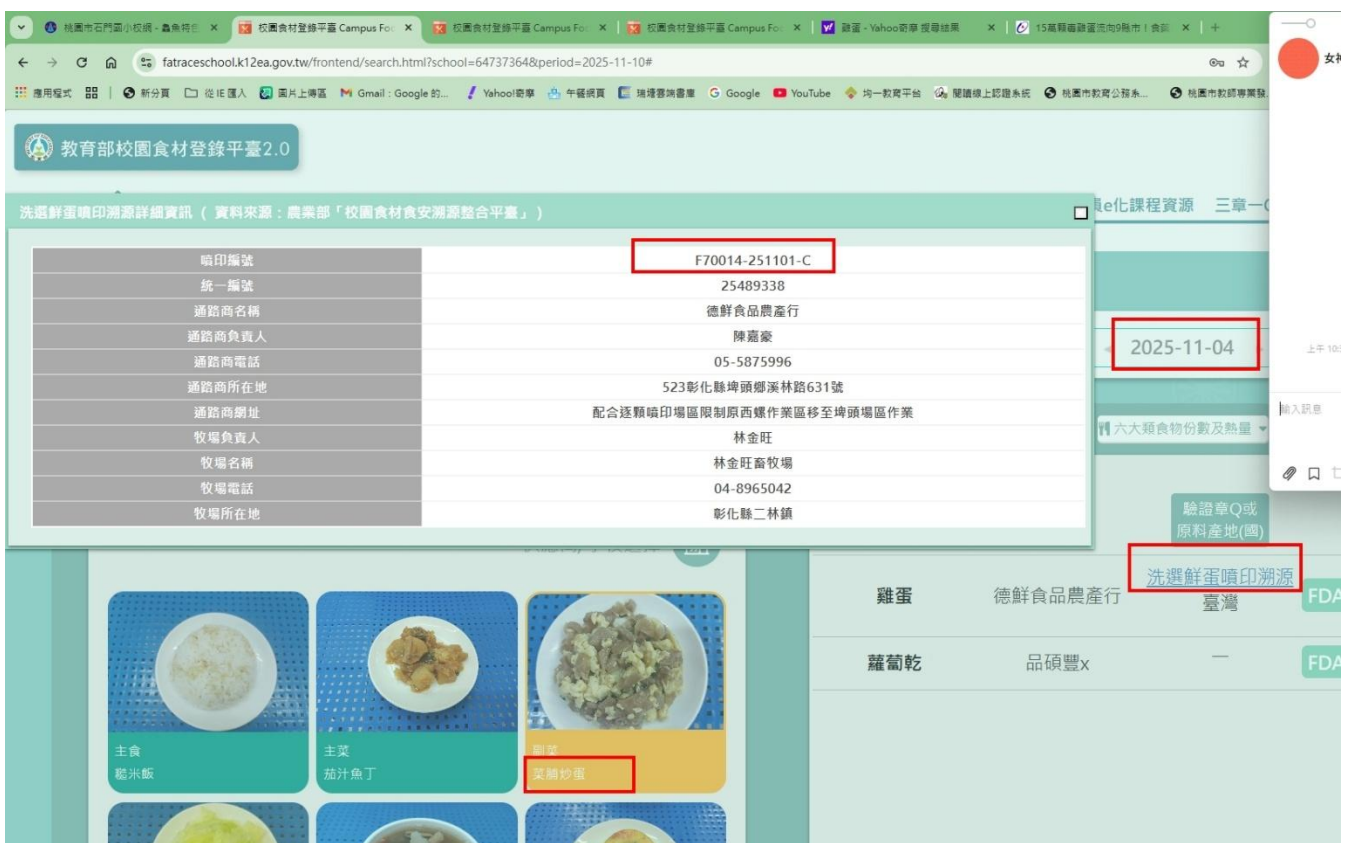 桃園市石門國小校網 - 龜魚特色
校園食材登錄平臺 Campus Foo
校園食材登錄平臺 Campus Foo
校園食材登錄平臺 Campus Foo
雞蛋 - Yahoo奇摩 搜尋結果
15萬顆毒雞蛋流向9縣市！食
fatraceschool.k12ea.gov.tw/frontend/search.html?school=64737364&period=2025-11-10#
女神
應用程式
新分頁
從 IE 匯入
圖片上傳區
Gmail：Google 的...
Yahoo!奇摩
午餐網頁
瑞塘雲端書庫
Google
YouTube
均一教育平台
閱讀線上認證系統
桃園市教育公務系...
桃園市教師專業發
教育部校園食材登錄平臺2.0
洗選鮮蛋噴印溯源詳細資訊 ( 資料來源：農業部「校園食材食安溯源整合平臺」)
e化課程資源 三章一
噴印編號 F70014-251101-C
統一編號 25489338
通路商名稱 德鮮食品農產行
通路商負責人 陳嘉豪
通路商電話 05-5875996
通路商所在地 523彰化縣埤頭鄉溪林路631號
通路商網址 配合逐顆噴印場區限制原西螺作業區移至埤頭場區作業
牧場負責人 林金旺
牧場名稱 林金旺畜牧場
牧場電話 04-8965042
牧場所在地 彰化縣二林鎮
2025-11-04
上午 10:
輸入訊息
六大類食物份數及熱量
驗證章Q或
原料產地(國)
雞蛋 德鮮食品農產行 洗選鮮蛋噴印溯源
臺灣 FDA
蘿蔔乾 品碩豐x — FDA
主食
糙米飯
主菜
茄汁魚丁
副菜
菜脯炒蛋